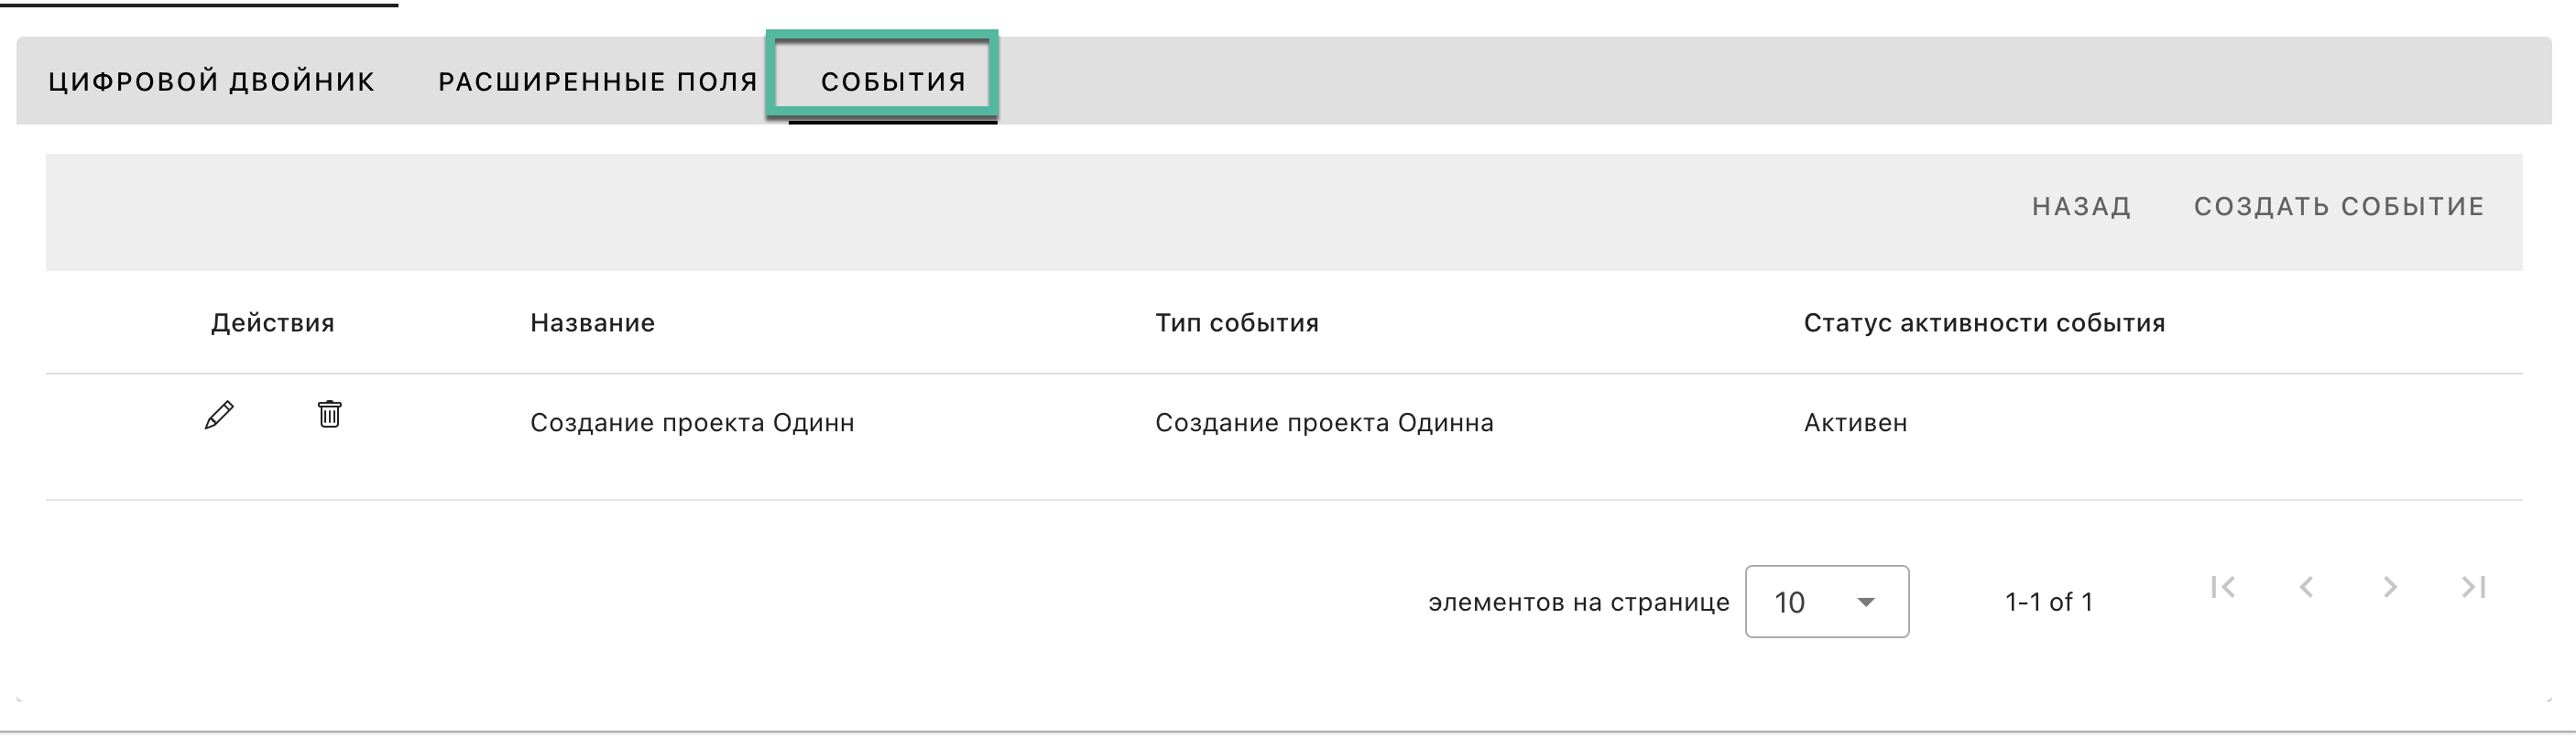 ЦИФРОВОЙ ДВОЙНИК РАСШИРЕННЫЕ ПОЛЯ СОБЫТИЯ
НАЗАД СОЗДАТЬ СОБЫТИЕ
Действия Название Тип события Статус активности события
Создание проекта Одинн Создание проекта Одинна Активен
элементов на странице 10 1-1 of 1